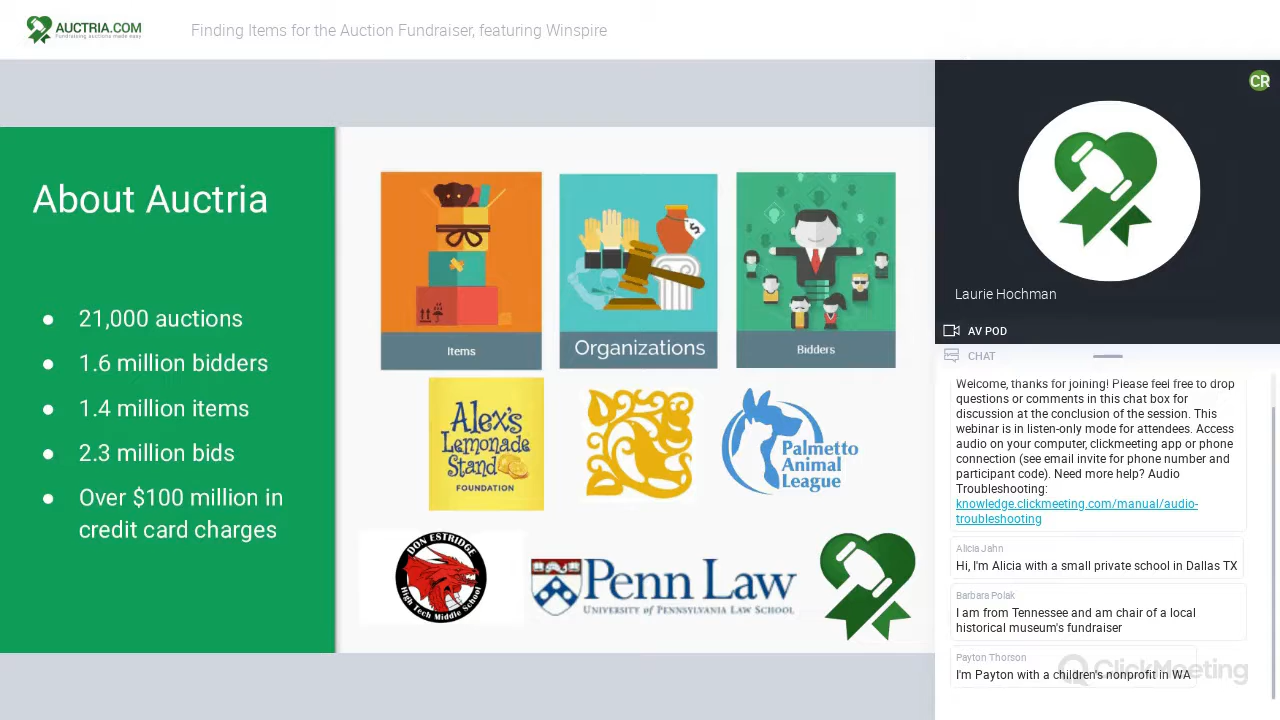 AUCTRIA.COM
Fundraising auctions made easy
Finding Items for the Auction Fundraiser, featuring Winspire
CR
About Auctria
● 21,000 auctions
● 1.6 million bidders
● 1.4 million items
● 2.3 million bids
● Over $100 million in
credit card charges
$
Items
Organizations
Bidders
Alex's
Lemonade
Stand
FOUNDATION
Palmetto
Animal
League
DON ESTRIDGE
High Tech Middle School
Penn Law
UNIVERSITY OF PENNSYLVANIA LAW SCHOOL
Laurie Hochman
AV POD
CHAT
Welcome, thanks for joining! Please feel free to drop
questions or comments in this chat box for
discussion at the conclusion of the session. This
webinar is in listen-only mode for attendees. Access
audio on your computer, clickmeeting app or phone
connection (see email invite for phone number and
participant code). Need more help? Audio
Troubleshooting:
knowledge.clickmeeting.com/manual/audio-
troubleshooting
Alicia Jahn
Hi, I'm Alicia with a small private school in Dallas TX
Barbara Polak
I am from Tennessee and am chair of a local
historical museum's fundraiser
Payton Thorson
I'm Payton with a children's nonprofit in WA
ClickMeeting